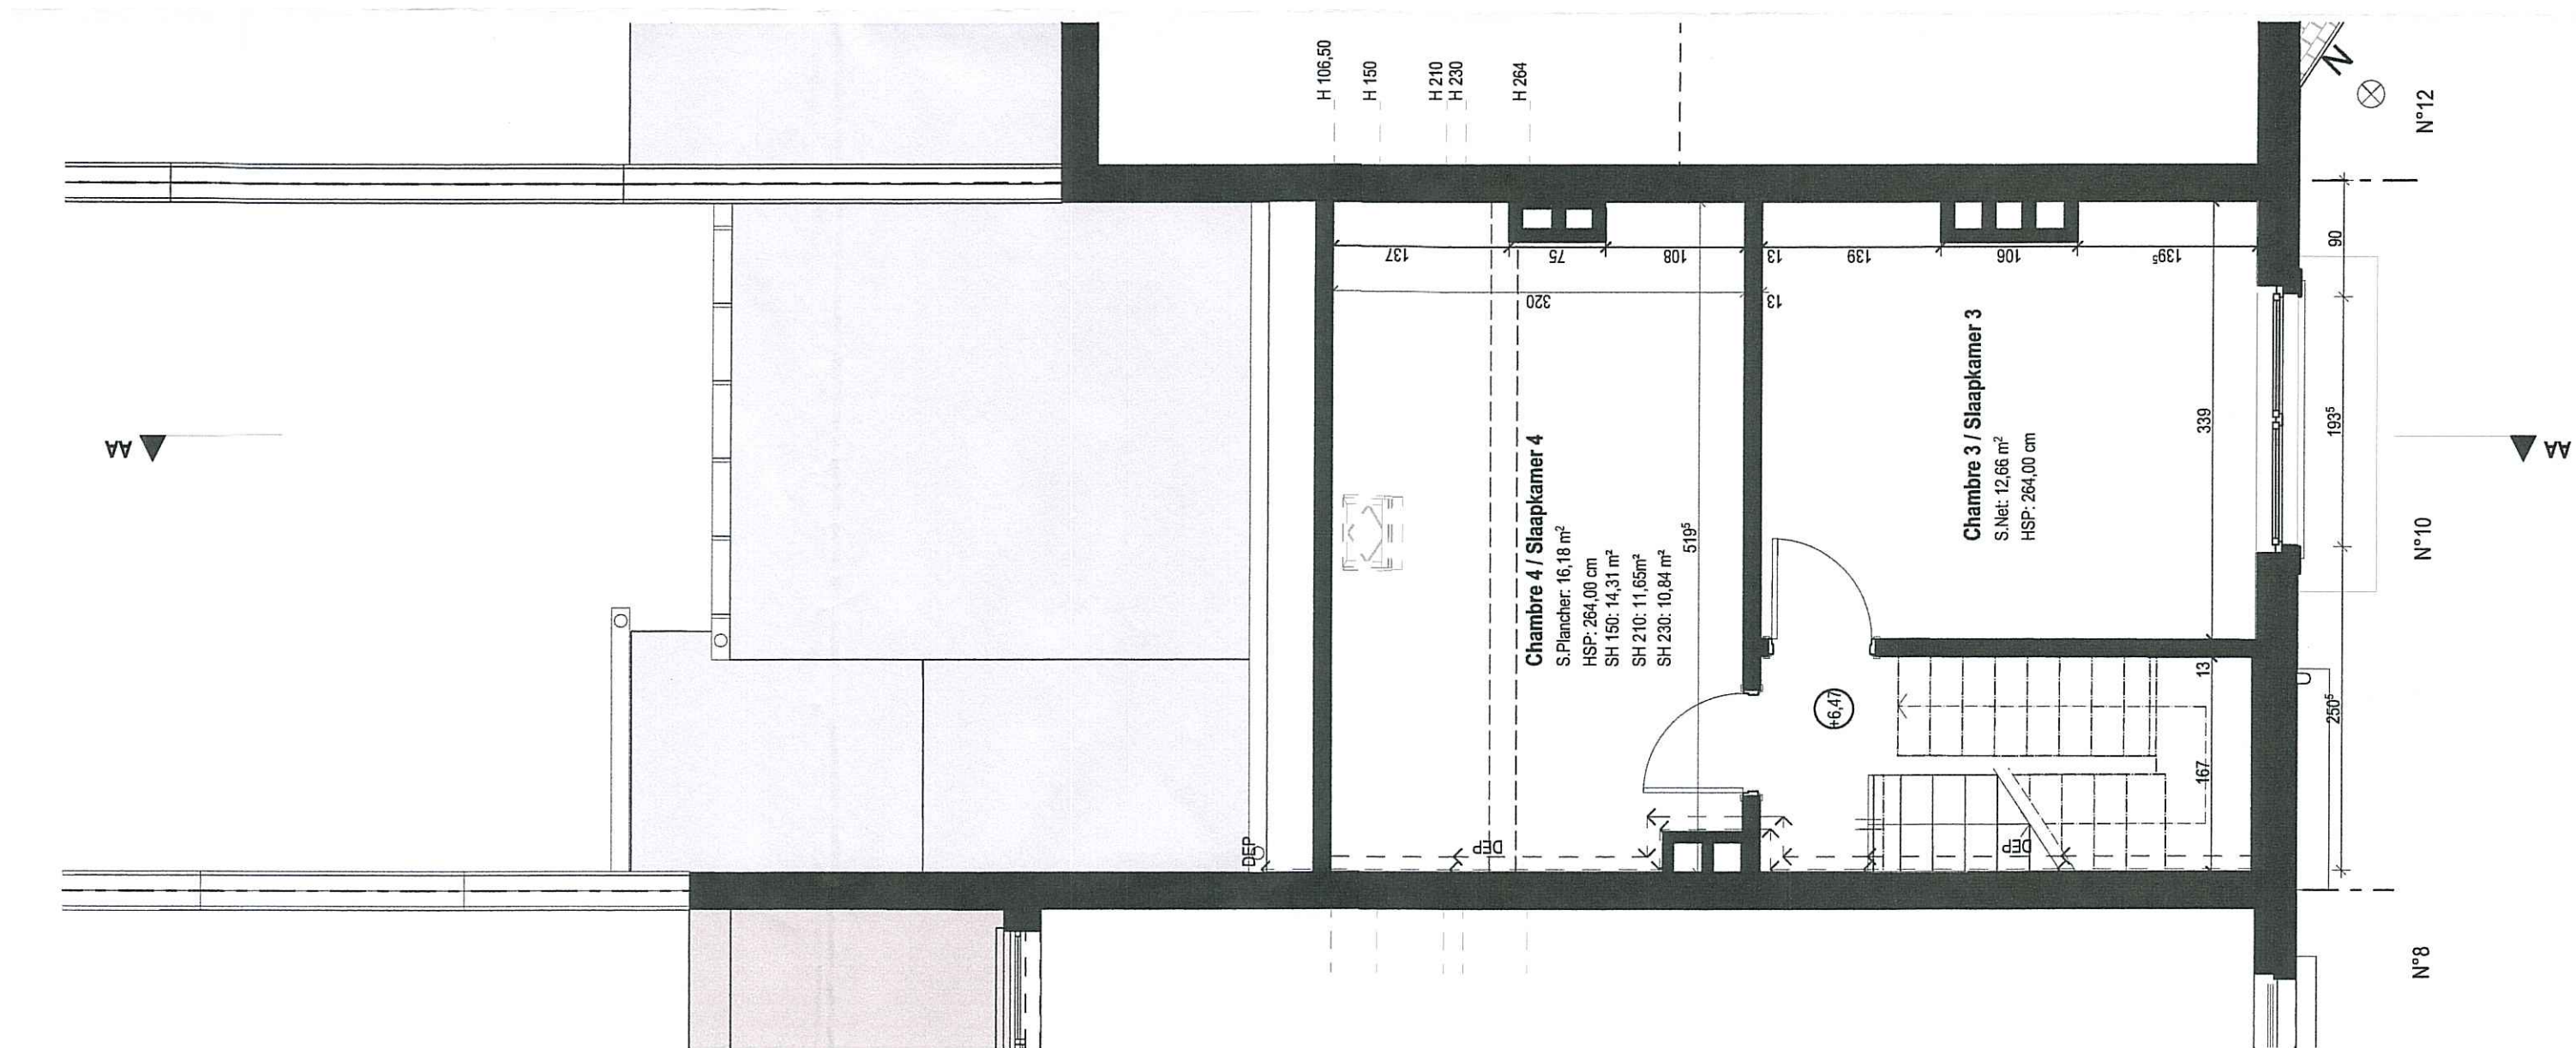 H 106,50
H 150
H 210
H 230
H 264
N
N°12
137
75
108
13
139
106
139⁵
90
320
13
Chambre 4 / Slaapkamer 4
S.Plancher: 16,18 m²
HSP: 264,00 cm
SH 150: 14,31 m²
SH 210: 11,65m²
SH 230: 10,84 m²
519⁵
Chambre 3 / Slaapkamer 3
S.Net: 12,66 m²
HSP: 264,00 cm
339
193⁵
AA
AA
N°10
+6,47
13
167
250⁵
DEP
DEP
DEP
N°8